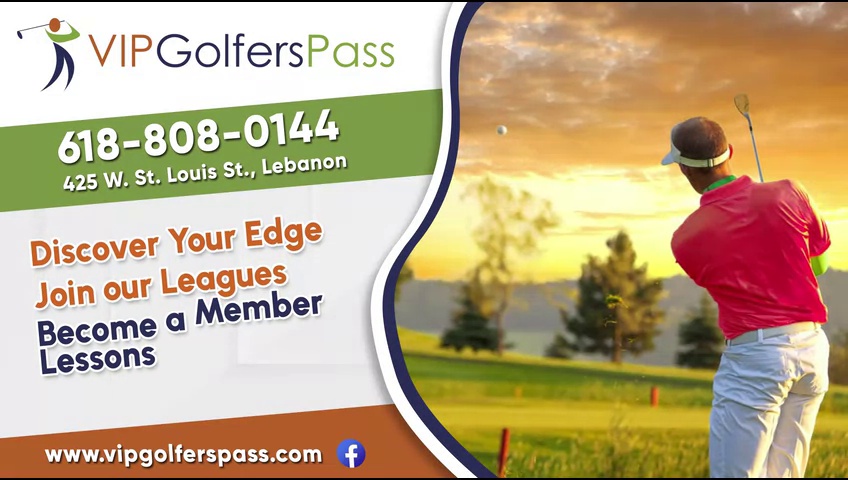 VIPGolfersPass
618-808-0144
425 W. St. Louis St., Lebanon
Discover Your Edge
Join our Leagues
Become a Member
Lessons
www.vipgolferspass.com f